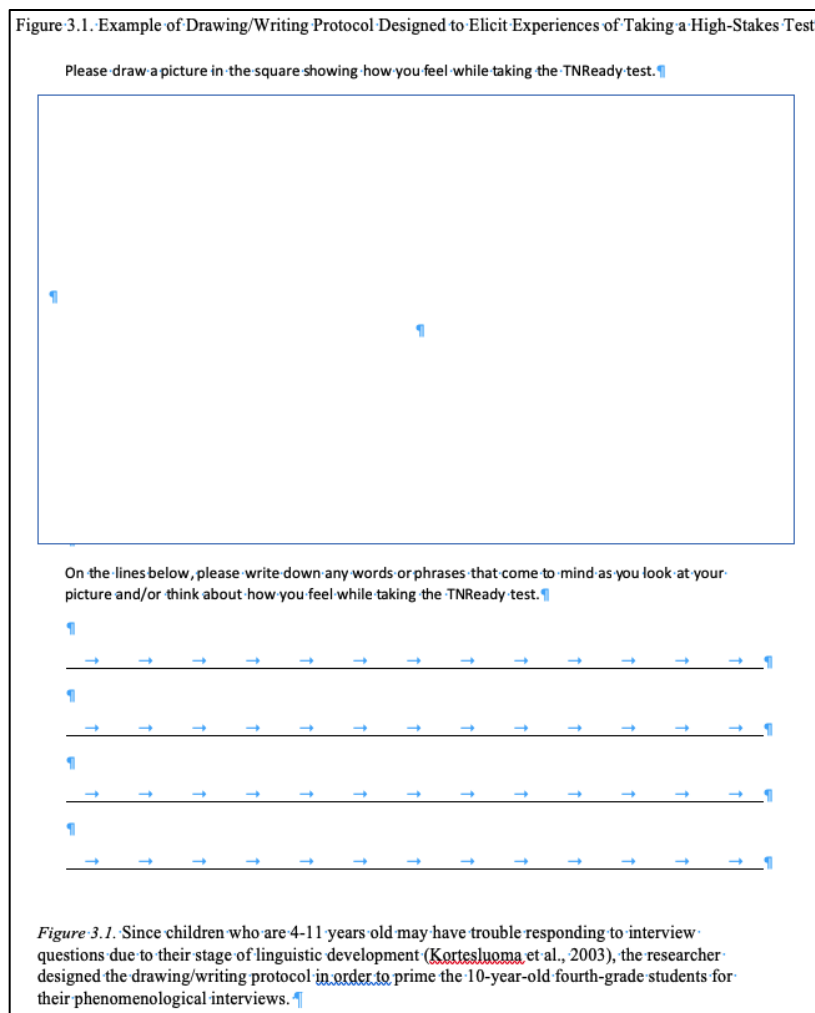 Figure 3.1. Example of Drawing/Writing Protocol Designed to Elicit Experiences of Taking a High-Stakes Test
Please draw a picture in the square showing how you feel while taking the TNReady test.
On the lines below, please write down any words or phrases that come to mind as you look at your
picture and/or think about how you feel while taking the TNReady test.
Figure 3.1. Since children who are 4-11 years old may have trouble responding to interview
questions due to their stage of linguistic development (Kortesluoma et al., 2003), the researcher
designed the drawing/writing protocol in order to prime the 10-year-old fourth-grade students for
their phenomenological interviews.